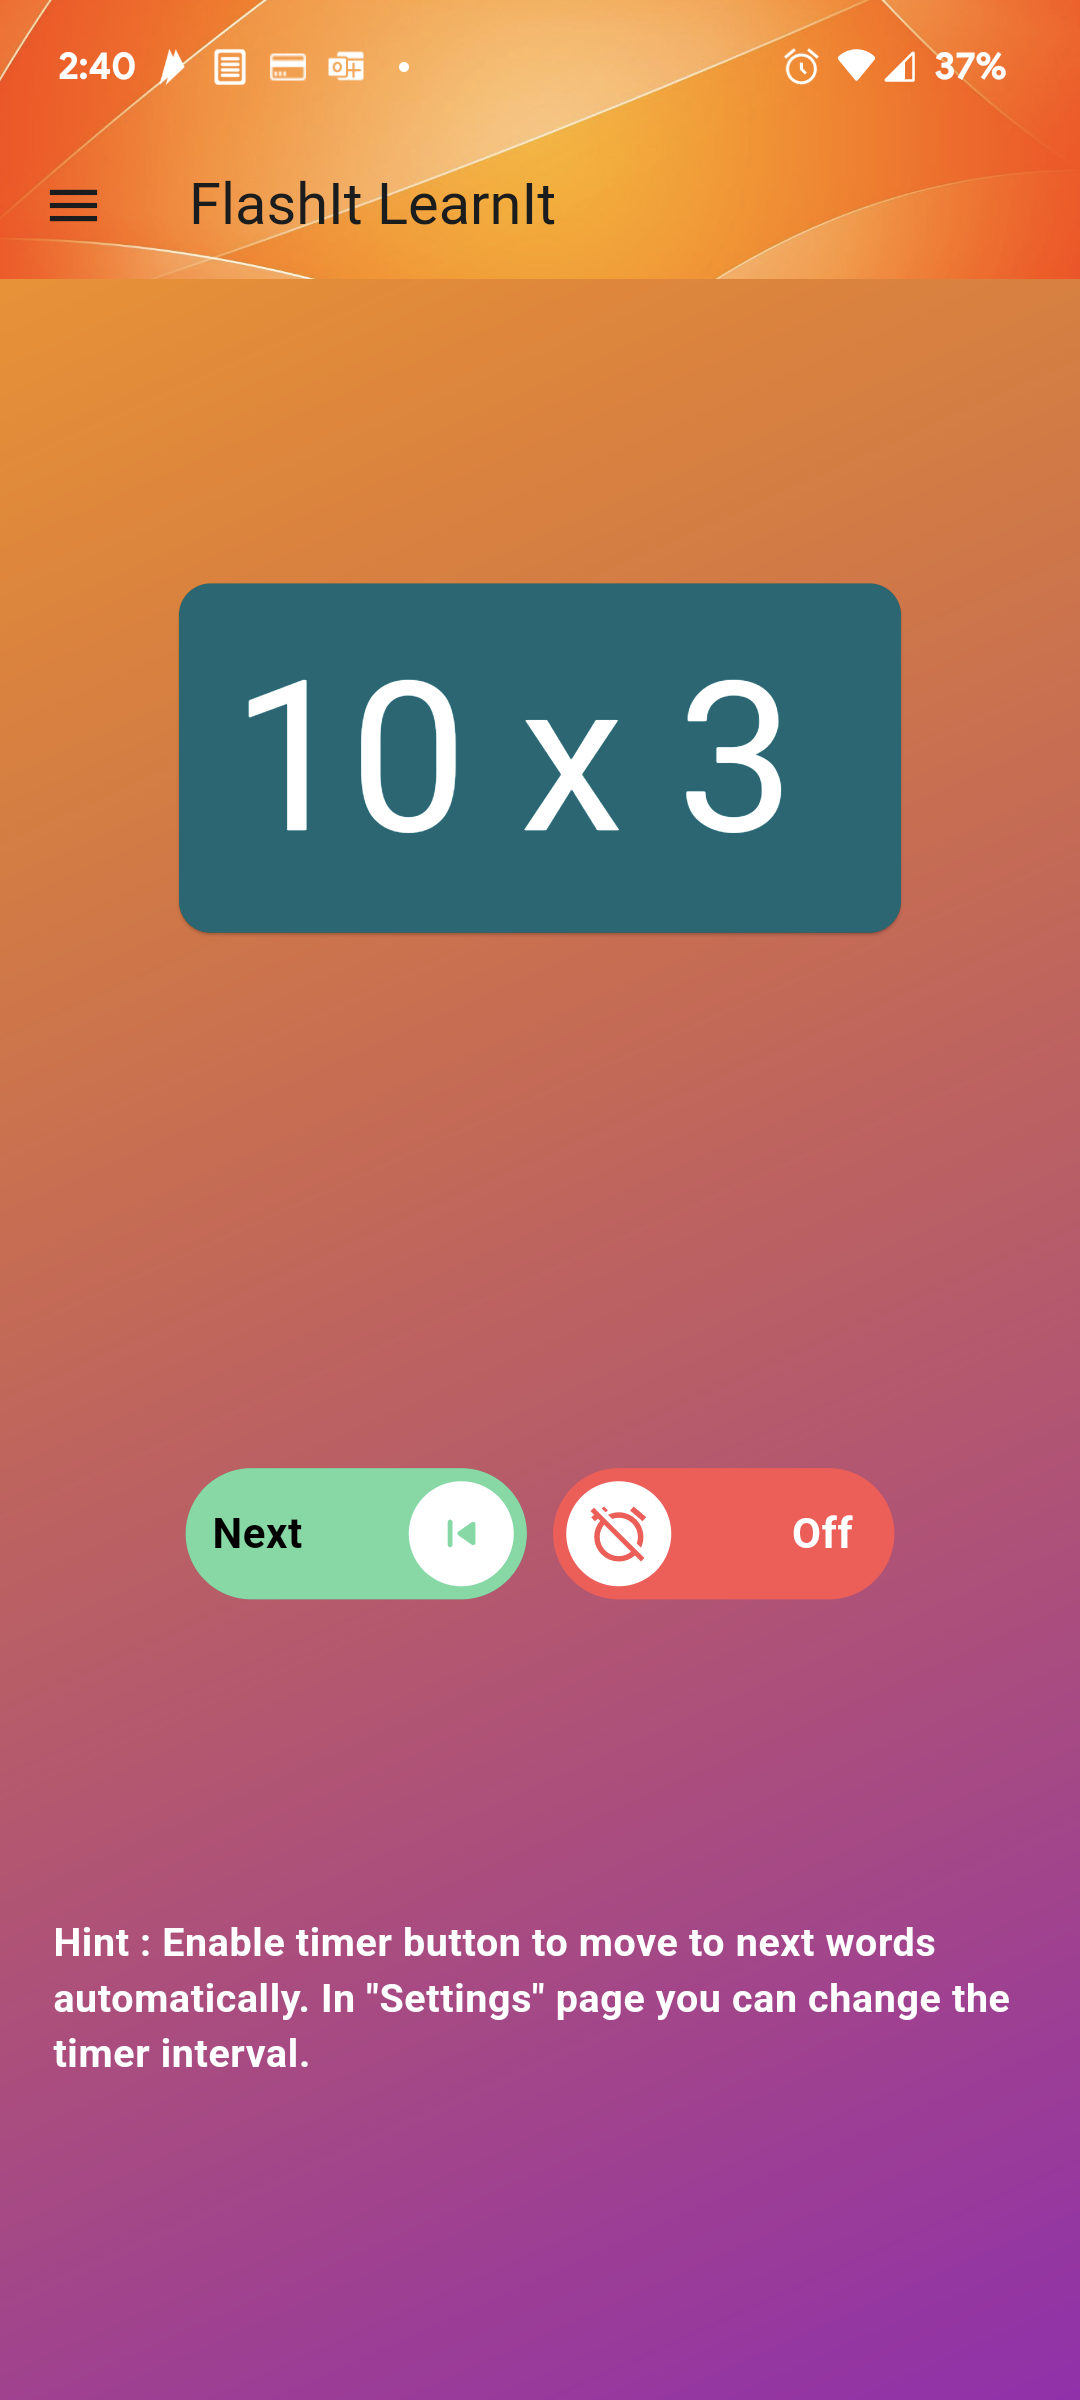 2:40
37%
FlashIt LearnIt
10 x 3
Next
Off
Hint : Enable timer button to move to next words
automatically. In "Settings" page you can change the
timer interval.